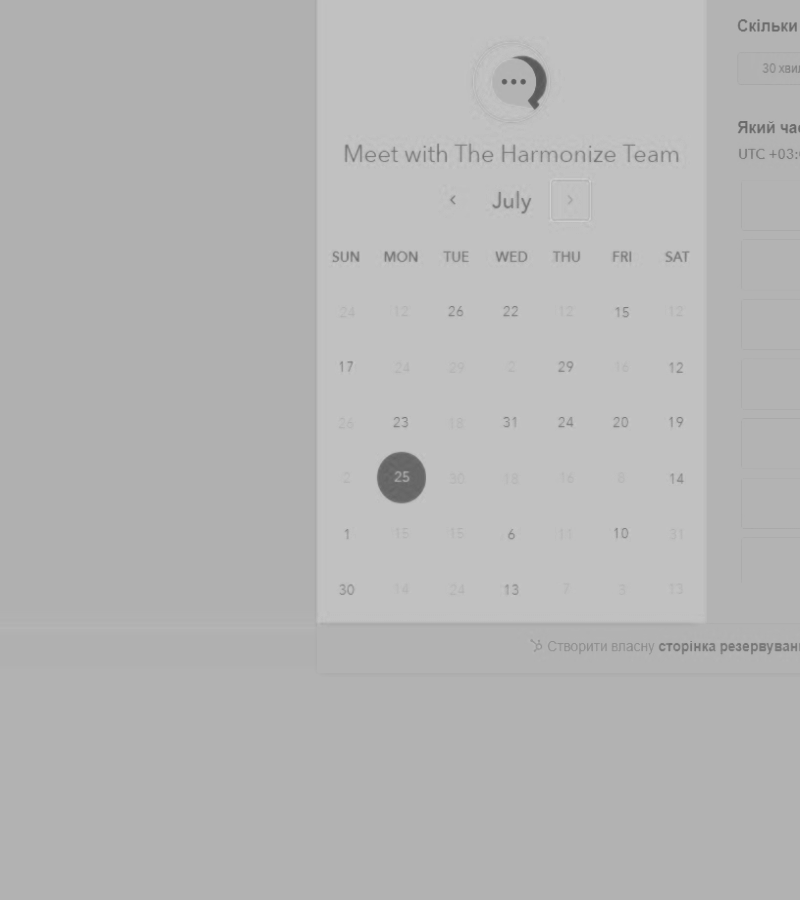 Скільки
30 хви
Який ча
UTC +03:
Meet with The Harmonize Team
July
SUN MON TUE WED THU FRI SAT
24 12 26 22 12 15 12
17 24 29 2 29 16 12
26 23 18 31 24 20 19
2 25 30 18 16 8 14
1 15 15 6 11 10 31
30 14 24 13 7 3 13
Створити власну сторінка резервуван